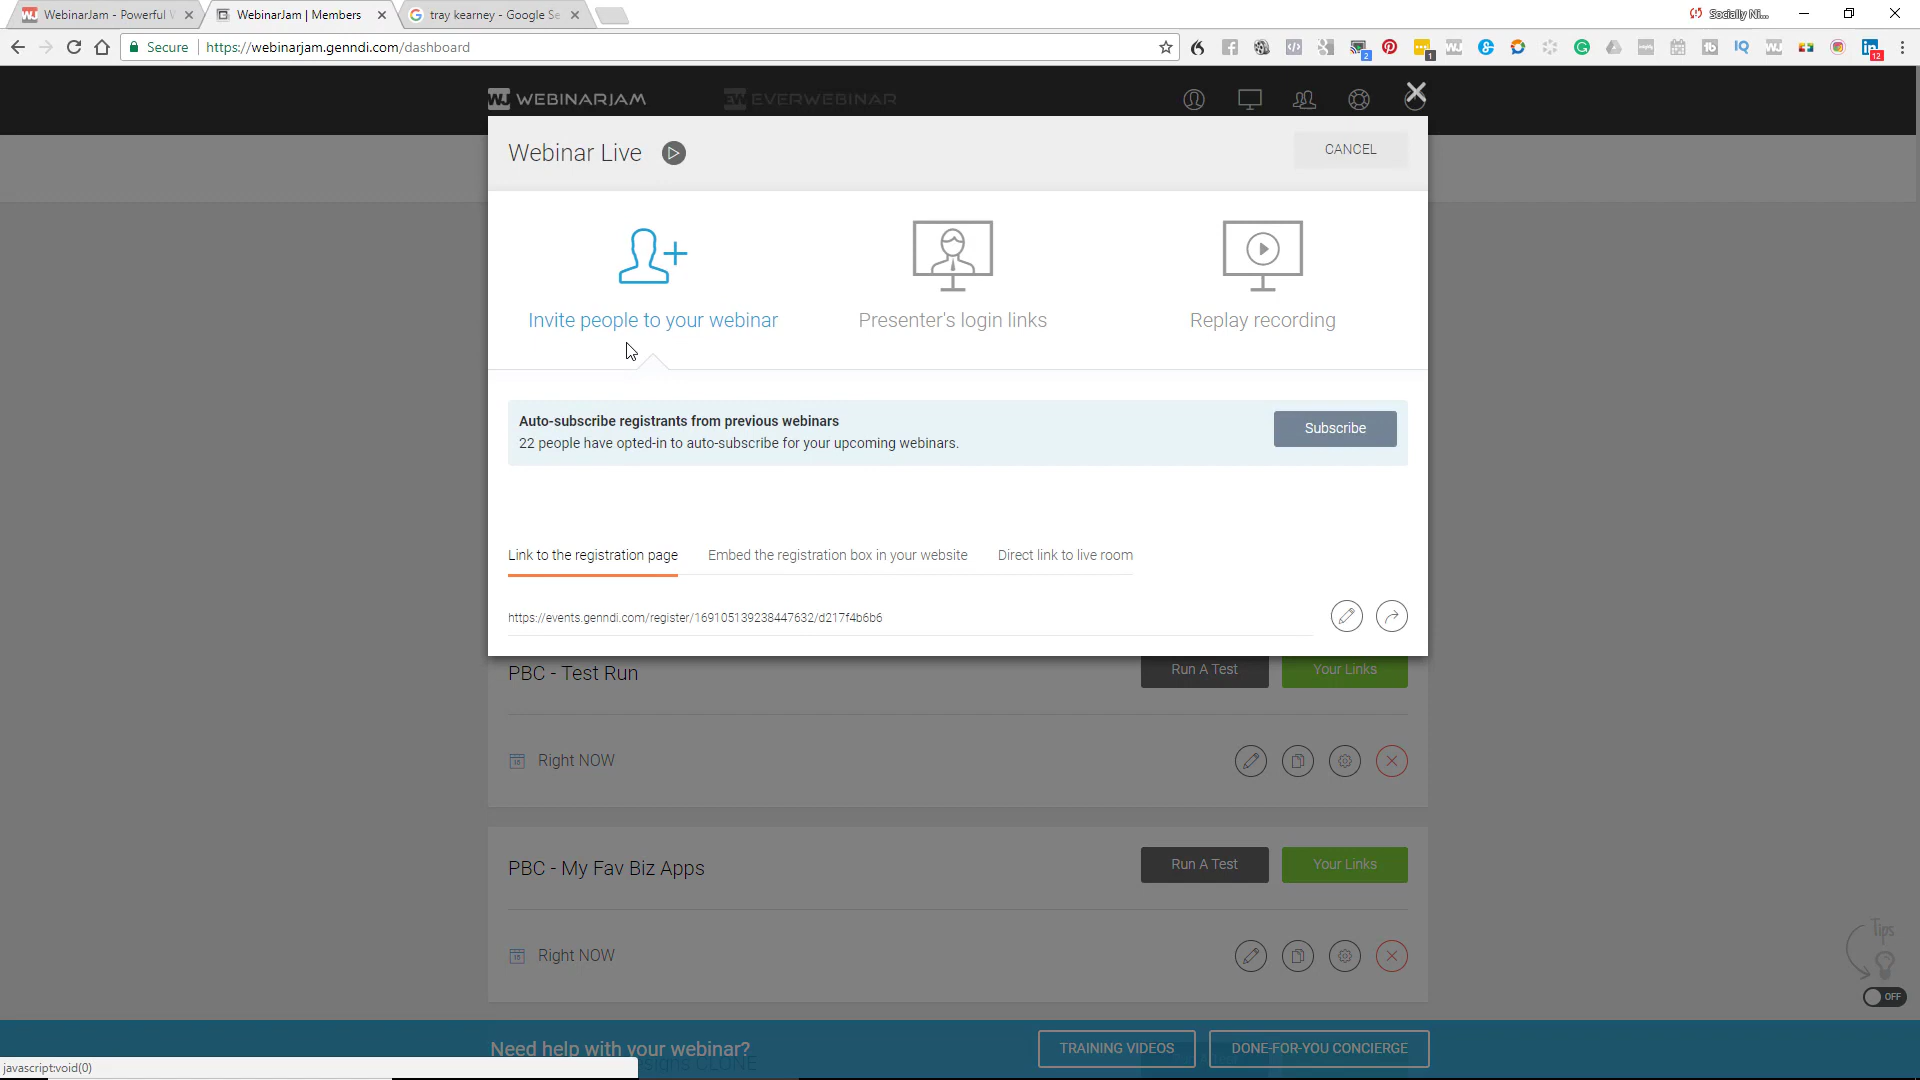 WebinarJam - Powerful W
WebinarJam | Members
tray kearney - Google Se
Socially Ni...
Secure
https://webinarjam.genndi.com/dashboard
2
1
12
WEBINARJAM
EVERWEBINAR
Webinar Live
CANCEL
Invite people to your webinar
Presenter's login links
Replay recording
Auto-subscribe registrants from previous webinars
22 people have opted-in to auto-subscribe for your upcoming webinars.
Subscribe
Link to the registration page
Embed the registration box in your website
Direct link to live room
https://events.genndi.com/register/169105139238447632/d217f4b6b6
PBC - Test Run
Run A Test
Your Links
Right NOW
PBC - My Fav Biz Apps
Run A Test
Your Links
Right NOW
Tips
OFF
Need help with your webinar?
TRAINING VIDEOS
DONE-FOR-YOU CONCIERGE
javascript:void(0)